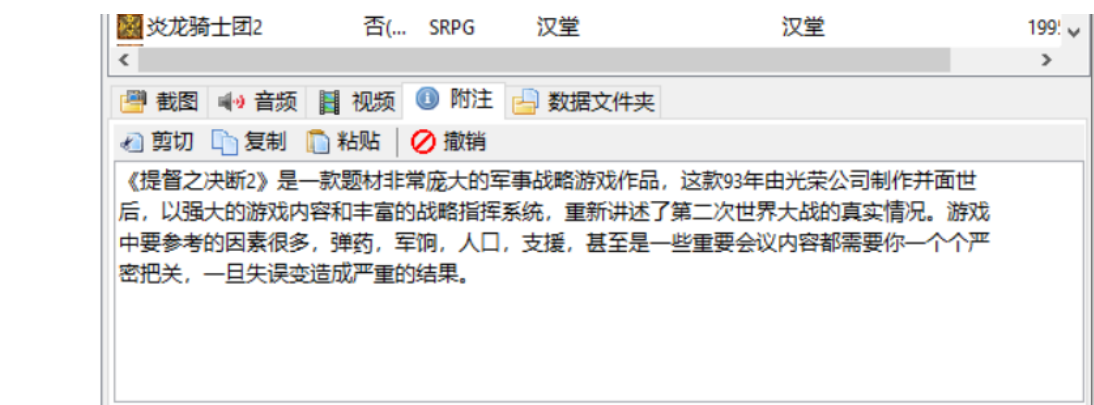 炎龙骑士团2 否(... SRPG 汉堂 汉堂 199
截图 音频 视频 附注 数据文件夹
剪切 复制 粘贴 撤销
《提督之决断2》是一款题材非常庞大的军事战略游戏作品，这款93年由光荣公司制作并面世
后，以强大的游戏内容和丰富的战略指挥系统，重新讲述了第二次世界大战的真实情况。游戏
中要参考的因素很多，弹药，军饷，人口，支援，甚至是一些重要会议内容都需要你一个个严
密把关，一旦失误变造成严重的结果。